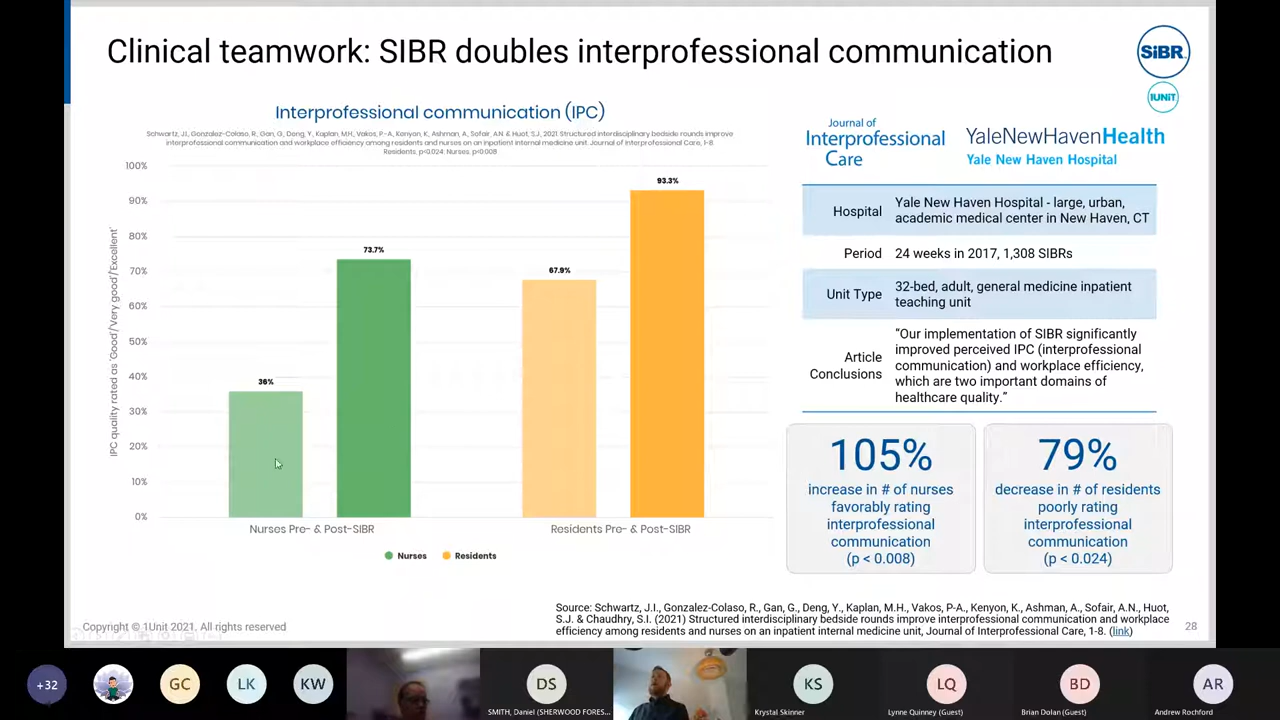 Clinical teamwork: SIBR doubles interprofessional communication
SiBR
1UNiT
Interprofessional communication (IPC)
Schwartz, J.I., Gonzalez-Colaso, R., Gan, G., Deng, Y., Kaplan, M.H., Vakos, P.-A., Kenyon, K., Ashman, A., Sofair, A.N. & Huot, S.J., 2021. Structured interdisciplinary bedside rounds improve
interprofessional communication and workplace efficiency among residents and nurses on an inpatient internal medicine unit. Journal of Interprofessional Care, 1-8.
Residents, p<0.024; Nurses, p<0.008
IPC quality rated as 'Good'/'Very good'/'Excellent'
100%
90%
80%
70%
60%
50%
40%
30%
20%
10%
0%
36%
73.7%
67.9%
93.3%
Nurses Pre- & Post-SIBR
Residents Pre- & Post-SIBR
Nurses
Residents
Journal of
Interprofessional
Care
YaleNewHavenHealth
Yale New Haven Hospital
Hospital
Yale New Haven Hospital - large, urban,
academic medical center in New Haven, CT
Period
24 weeks in 2017, 1,308 SIBRs
Unit Type
32-bed, adult, general medicine inpatient
teaching unit
Article
Conclusions
“Our implementation of SIBR significantly
improved perceived IPC (interprofessional
communication) and workplace efficiency,
which are two important domains of
healthcare quality.”
105%
increase in # of nurses
favorably rating
interprofessional
communication
(p < 0.008)
79%
decrease in # of residents
poorly rating
interprofessional
communication
(p < 0.024)
Source: Schwartz, J.I., Gonzalez-Colaso, R., Gan, G., Deng, Y., Kaplan, M.H., Vakos, P-A., Kenyon, K., Ashman, A., Sofair, A.N., Huot,
S.J. & Chaudhry, S.I. (2021) Structured interdisciplinary bedside rounds improve interprofessional communication and workplace
efficiency among residents and nurses on an inpatient internal medicine unit, Journal of Interprofessional Care, 1-8. (link)
Copyright © 1Unit 2021. All rights reserved
28
+32
GC
LK
KW
DS
SMITH, Daniel (SHERWOOD FORES...
KS
Krystal Skinner
LQ
Lynne Quinney (Guest)
BD
Brian Dolan (Guest)
AR
Andrew Rochford